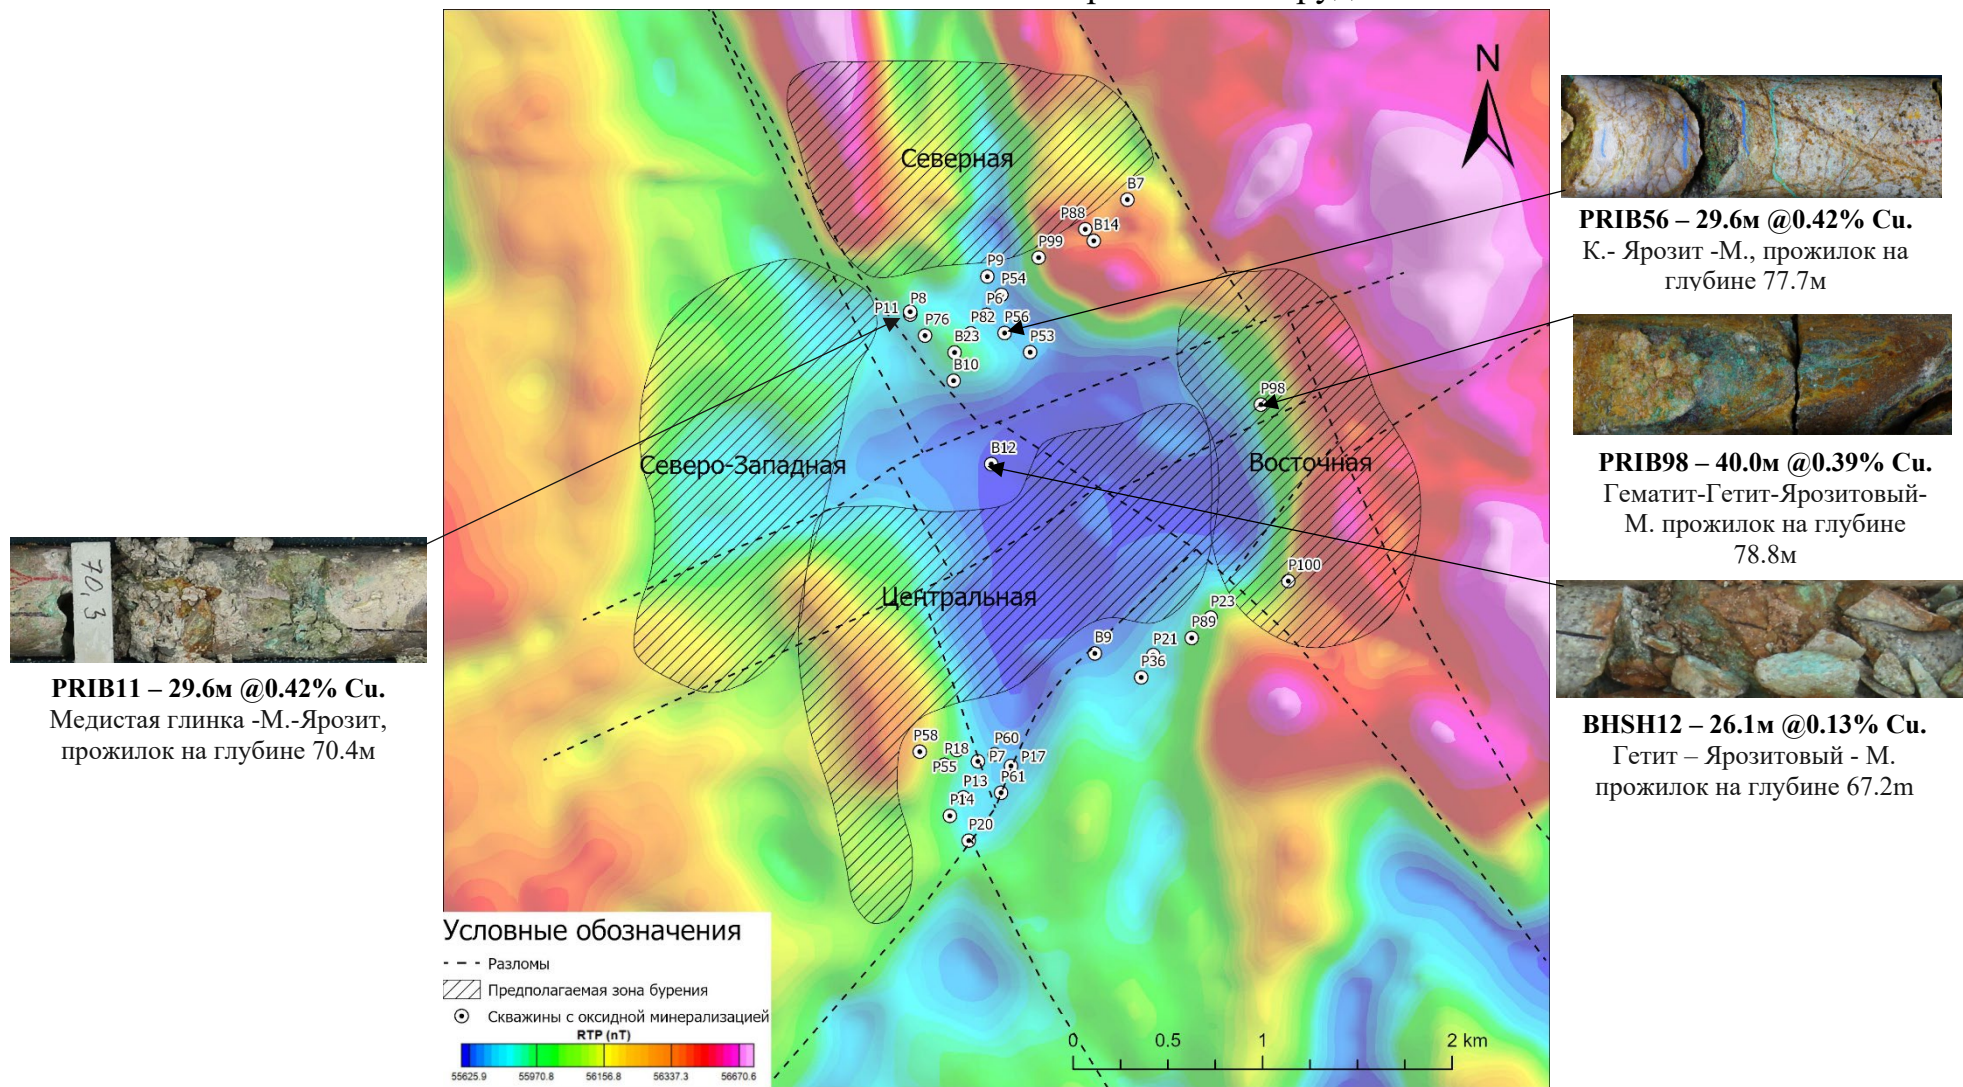 N
Северная
B7
P88
B14
P99
P9
P54
P6
P8
P11
P82
P56
P76
B23
P53
B10
P98
B12
Северо-Западная
Восточная
P100
Центральная
P23
P89
B9
P21
P36
P58
P18
P60
P55
P7
P17
P13
P61
P14
P20
PRIB56 – 29.6м @0.42% Cu.
К.- Ярозит -М., прожилок на
глубине 77.7м
PRIB98 – 40.0м @0.39% Cu.
Гематит-Гетит-Ярозитовый-
М. прожилок на глубине
78.8м
70,3
PRIB11 – 29.6м @0.42% Cu.
Медистая глинка -М.-Ярозит,
прожилок на глубине 70.4м
BHSH12 – 26.1м @0.13% Cu.
Гетит – Ярозитовый - М.
прожилок на глубине 67.2m
Условные обозначения
Разломы
Предполагаемая зона бурения
Скважины с оксидной минерализацией
RTP (nT)
55625.9 55970.8 56156.8 56337.3 56670.6
0 0.5 1 2 km